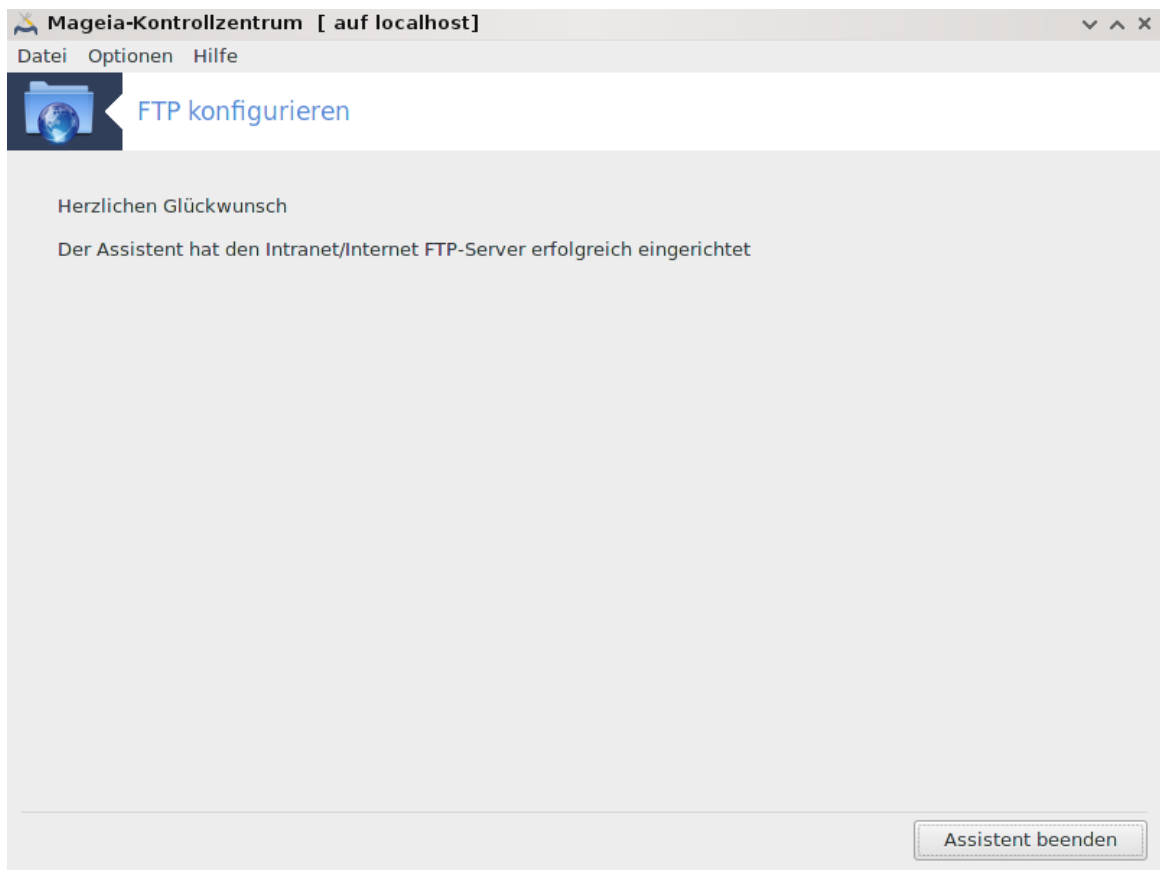 Mageia-Kontrollzentrum [ auf localhost]
Datei Optionen Hilfe
FTP konfigurieren
Herzlichen Glückwunsch
Der Assistent hat den Intranet/Internet FTP-Server erfolgreich eingerichtet
Assistent beenden